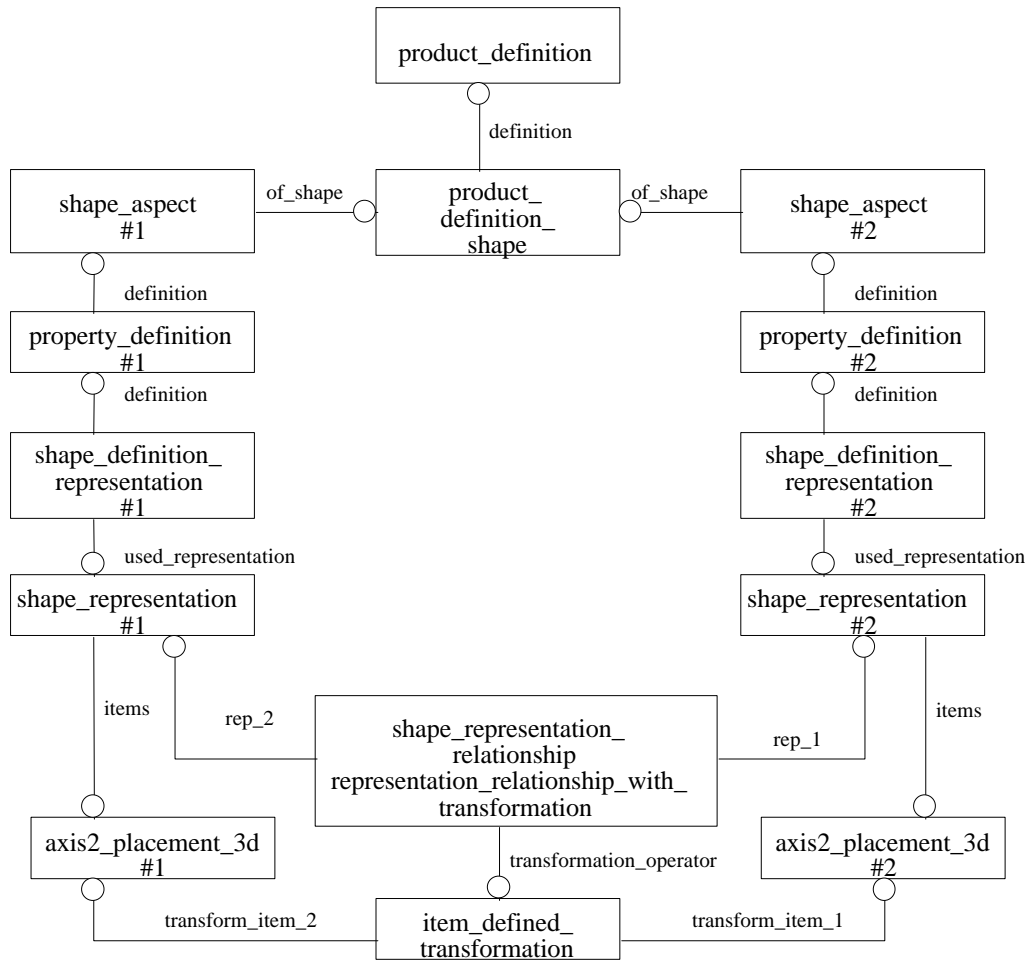 product_definition
definition
shape_aspect
#1
of_shape
product_
definition_
shape
of_shape
shape_aspect
#2
definition
definition
property_definition
#1
property_definition
#2
definition
definition
shape_definition_
representation
#1
shape_definition_
representation
#2
used_representation
used_representation
shape_representation
#1
shape_representation
#2
items
rep_2
shape_representation_
relationship
representation_relationship_with_
transformation
rep_1
items
axis2_placement_3d
#1
transformation_operator
axis2_placement_3d
#2
transform_item_2
item_defined_
transformation
transform_item_1